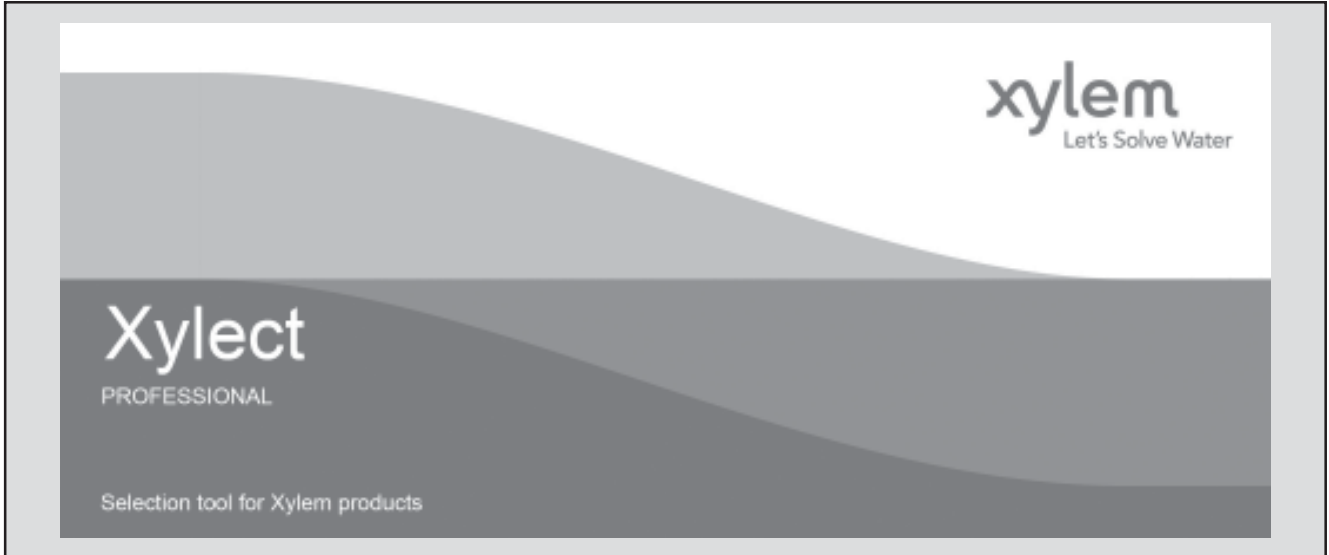 xylem
Let's Solve Water
Xylect
PROFESSIONAL
Selection tool for Xylem products